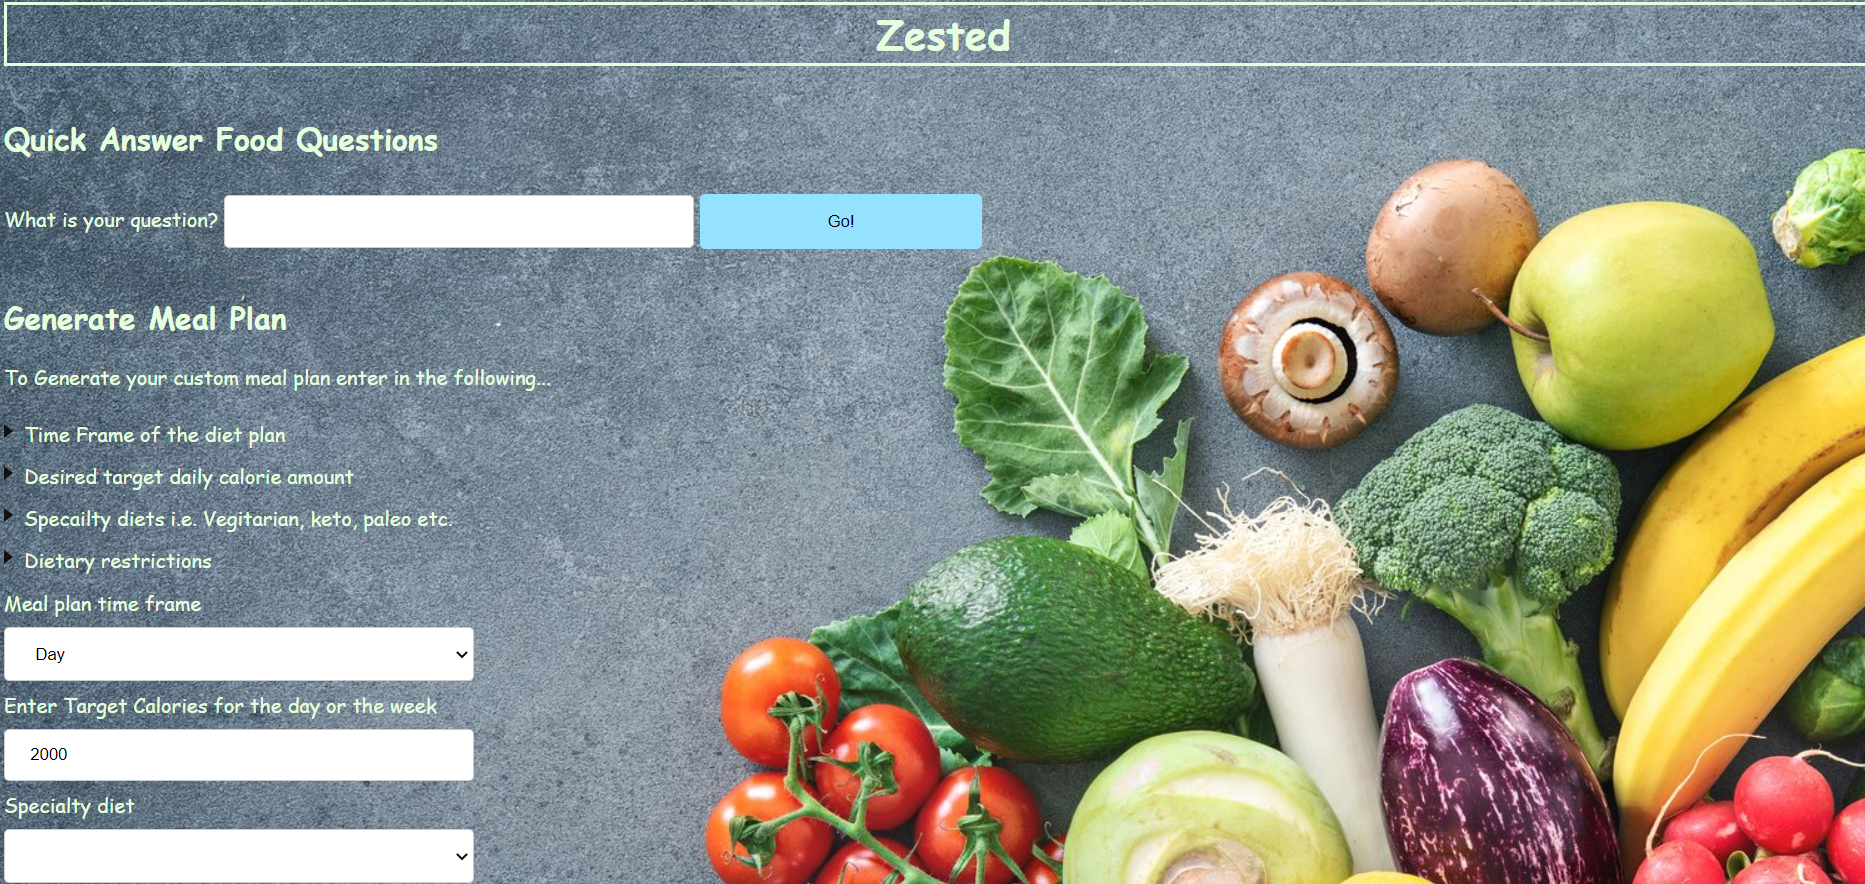 Zested
Quick Answer Food Questions
What is your question? Go!
Generate Meal Plan
To Generate your custom meal plan enter in the following...
Time Frame of the diet plan
Desired target daily calorie amount
Specailty diets i.e. Vegitarian, keto, paleo etc.
Dietary restrictions
Meal plan time frame
Day
Enter Target Calories for the day or the week
2000
Specialty diet